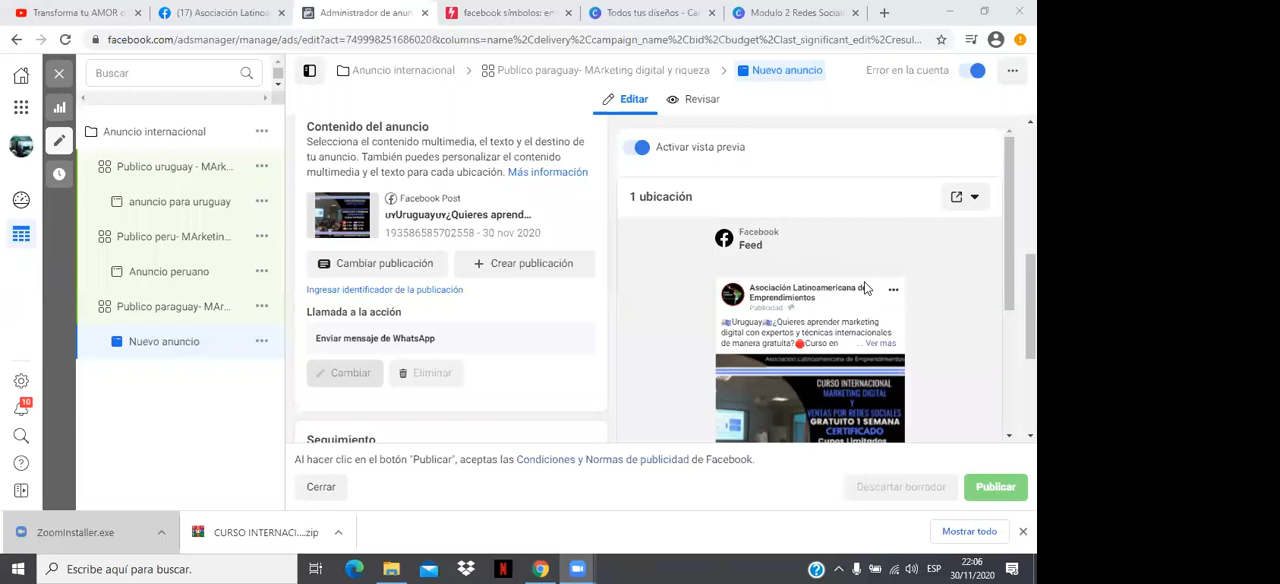 Transforma tu AMOR d
(17) Asociación Latinoa
Administrador de anun
facebook símbolos: em
Todos tus diseños - Ca
Modulo 2 Redes Sociale
facebook.com/adsmanager/manage/ads/edit?act=749998251686020&columns=name%2Cdelivery%2Ccampaign_name%2Cbid%2Cbudget%2Clast_significant_edit%2Cresul...
Buscar
Anuncio internacional
Publico paraguay- MArketing digital y riqueza
Nuevo anuncio
Error en la cuenta
Editar
Revisar
Anuncio internacional
Publico uruguay - MArk...
anuncio para uruguay
Publico peru- MArketin...
Anuncio peruano
Publico paraguay- MAr...
Nuevo anuncio
10
Contenido del anuncio
Selecciona el contenido multimedia, el texto y el destino de
tu anuncio. También puedes personalizar el contenido
multimedia y el texto para cada ubicación. Más información
Facebook Post
Uruguay ¿Quieres aprend...
193586585702558 - 30 nov 2020
Cambiar publicación
Crear publicación
Ingresar identificador de la publicación
Llamada a la acción
Enviar mensaje de WhatsApp
Cambiar
Eliminar
Seguimiento
Activar vista previa
1 ubicación
Facebook
Feed
Asociación Latinoamericana de
Emprendimientos
Publicidad
Uruguay ¿Quieres aprender marketing
digital con expertos y técnicas internacionales
de manera gratuita? Curso en ... Ver más
Asociación Latinoamericana de Emprendimientos
CURSO INTERNACIONAL
MARKETING DIGITAL
Y
VENTAS POR REDES SOCIALES
GRATUITO 1 SEMANA
CERTIFICADO
Cupos Limitados
Al hacer clic en el botón "Publicar", aceptas las Condiciones y Normas de publicidad de Facebook.
Cerrar
Descartar borrador
Publicar
ZoomInstaller.exe
CURSO INTERNACI....zip
Mostrar todo
Escribe aquí para buscar.
ESP
22:06
30/11/2020